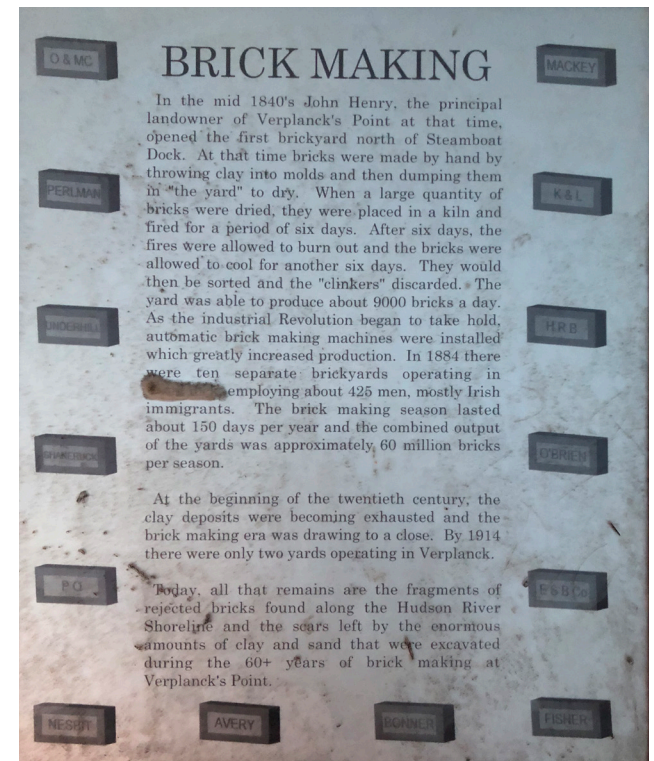 BRICK MAKING
O & MC
MACKEY
In the mid 1840's John Henry, the principal
landowner of Verplanck's Point at that time,
opened the first brickyard north of Steamboat
Dock. At that time bricks were made by hand by
throwing clay into molds and then dumping them
in "the yard" to dry. When a large quantity of
bricks were dried, they were placed in a kiln and
fired for a period of six days. After six days, the
fires were allowed to burn out and the bricks were
allowed to cool for another six days. They would
then be sorted and the "clinkers" discarded. The
yard was able to produce about 9000 bricks a day.
As the industrial Revolution began to take hold,
automatic brick making machines were installed
which greatly increased production. In 1884 there
were ten separate brickyards operating in
employing about 425 men, mostly Irish
immigrants. The brick making season lasted
about 150 days per year and the combined output
of the yards was approximately 60 million bricks
per season.
At the beginning of the twentieth century, the
clay deposits were becoming exhausted and the
brick making era was drawing to a close. By 1914
there were only two yards operating in Verplanck.
Today, all that remains are the fragments of
rejected bricks found along the Hudson River
Shoreline and the scars left by the enormous
amounts of clay and sand that were excavated
during the 60+ years of brick making at
Verplanck's Point.
PERLMAN
K & L
UNDERHILL
H R B
O'BRIEN
P O
E & B Co
NESBIT
AVERY
BONNER
FISHER